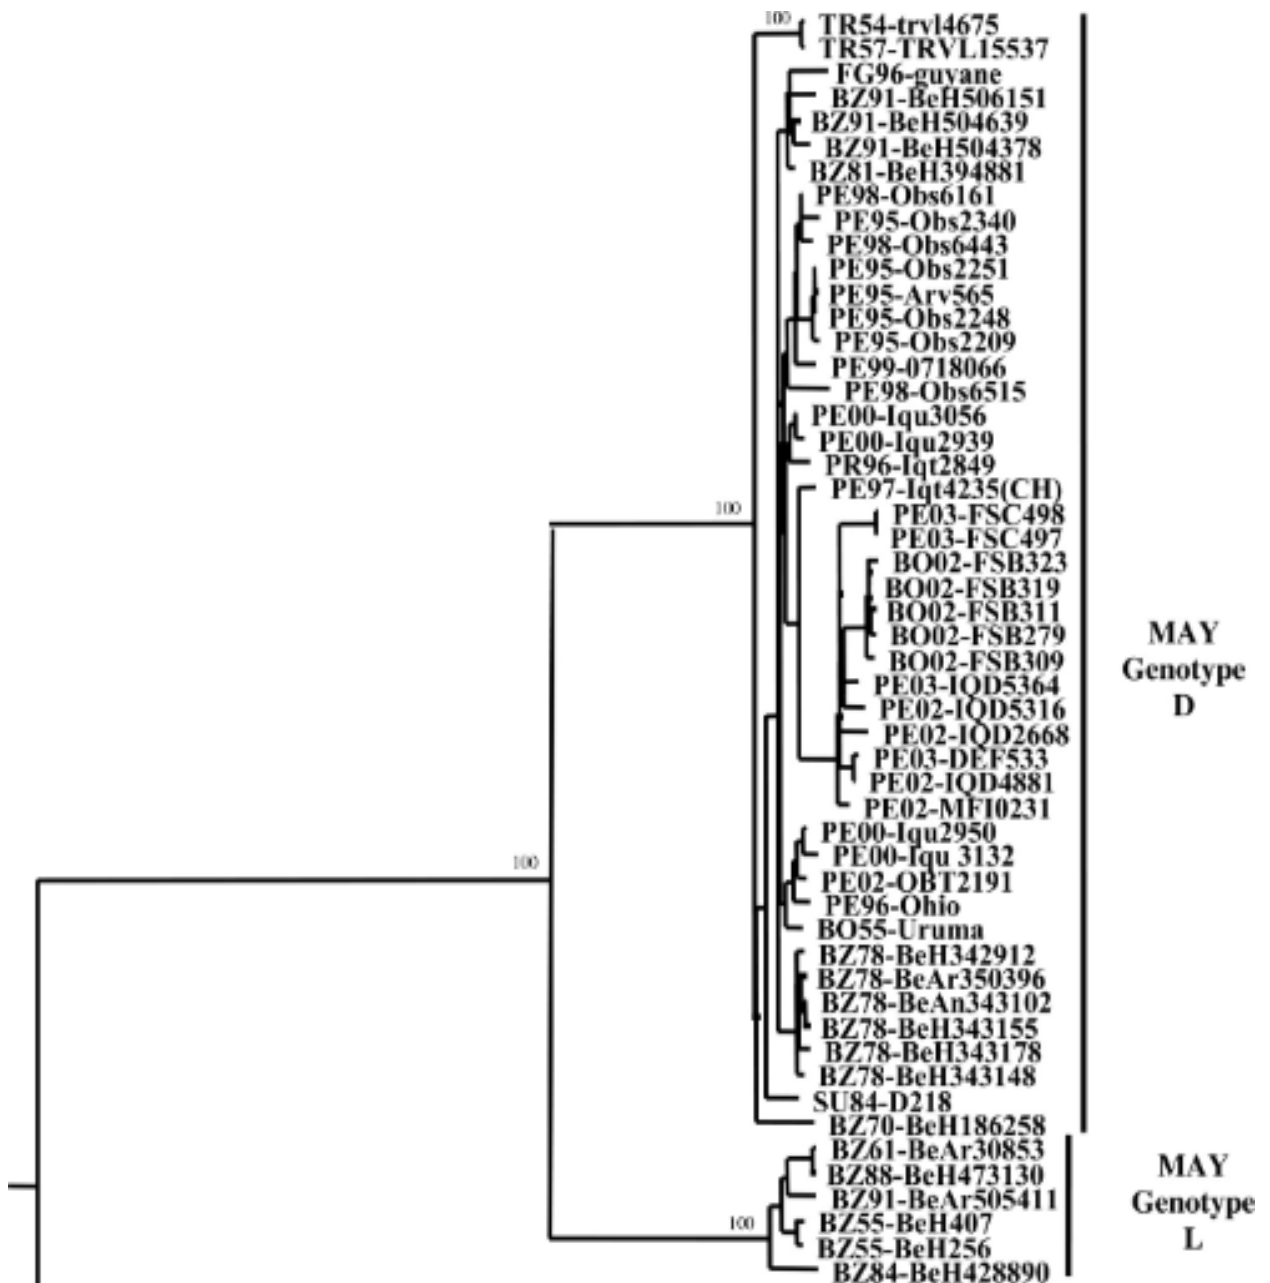 100
TR54-trvl4675
TR57-TRVL15537
FG96-guyane
BZ91-BeH506151
BZ91-BeH504639
BZ91-BeH504378
BZ81-BeH394881
PE98-Obs6161
PE95-Obs2340
PE98-Obs6443
PE95-Obs2251
PE95-Arv565
PE95-Obs2248
PE95-Obs2209
PE99-0718066
PE98-Obs6515
PE00-Iqu3056
PE00-Iqu2939
PR96-Iqt2849
PE97-Iqt4235(CH)
100
PE03-FSC498
PE03-FSC497
BO02-FSB323
BO02-FSB319
BO02-FSB311
BO02-FSB279
BO02-FSB309
PE03-IQD5364
PE02-IQD5316
PE02-IQD2668
PE03-DEF533
PE02-IQD4881
PE02-MFI0231
MAY
Genotype
D
PE00-Iqu2950
PE00-Iqu 3132
100
PE02-OBT2191
PE96-Ohio
BO55-Uruma
BZ78-BeH342912
BZ78-BeAr350396
BZ78-BeAn343102
BZ78-BeH343155
BZ78-BeH343178
BZ78-BeH343148
SU84-D218
BZ70-BeH186258
BZ61-BeAr30853
BZ88-BeH473130
BZ91-BeAr505411
100
BZ55-BeH407
BZ55-BeH256
BZ84-BeH428890
MAY
Genotype
L